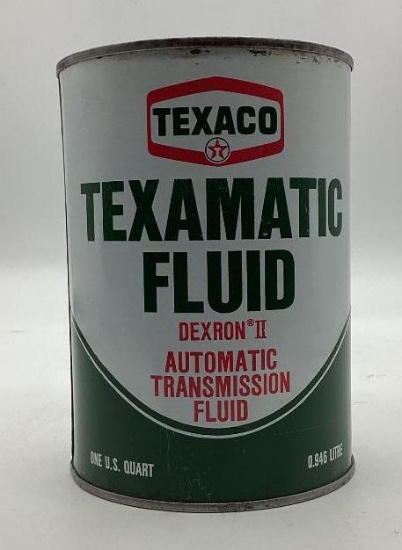 TEXACO
T
TEXAMATIC
FLUID
DEXRON® II
AUTOMATIC
TRANSMISSION
FLUID
ONE U.S. QUART
0.946 LITRE